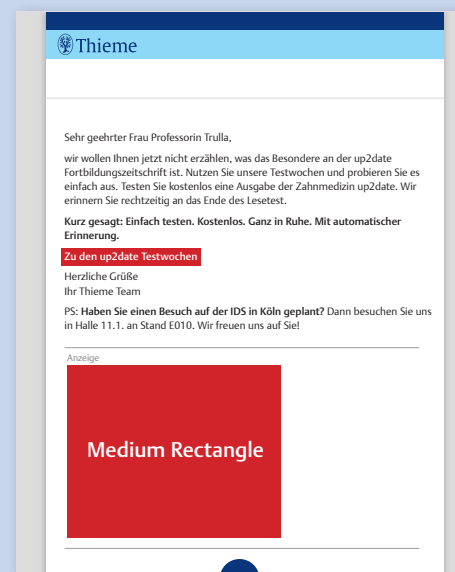 Thieme
Sehr geehrter Frau Professorin Trulla,
wir wollen Ihnen jetzt nicht erzählen, was das Besondere an der up2date
Fortbildungszeitschrift ist. Nutzen Sie unsere Testwochen und probieren Sie es
einfach aus. Testen Sie kostenlos eine Ausgabe der Zahnmedizin up2date. Wir
erinnern Sie rechtzeitig an das Ende des Lesetest.
Kurz gesagt: Einfach testen. Kostenlos. Ganz in Ruhe. Mit automatischer
Erinnerung.
Zu den up2date Testwochen
Herzliche Grüße
Ihr Thieme Team
PS: Haben Sie einen Besuch auf der IDS in Köln geplant? Dann besuchen Sie uns
in Halle 11.1. an Stand E010. Wir freuen uns auf Sie!
Anzeige
Medium Rectangle